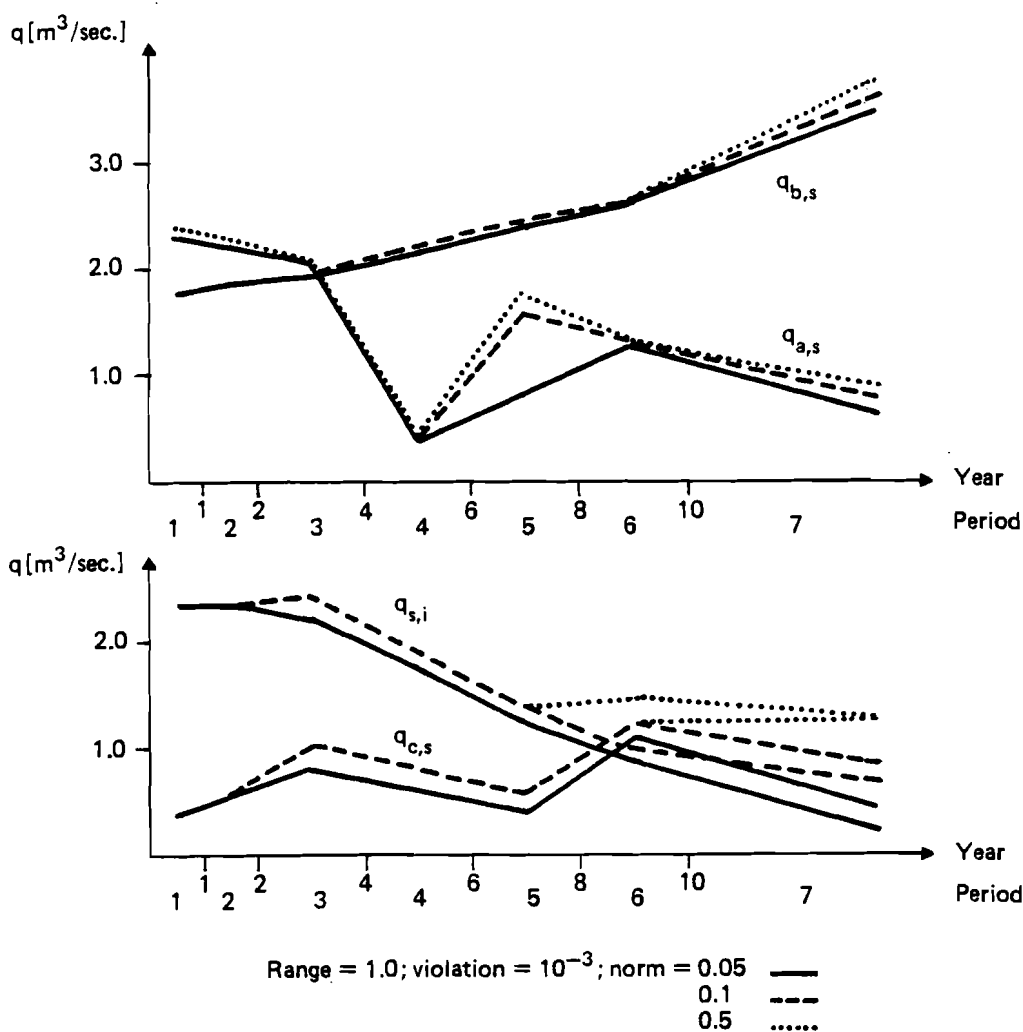 q [m³/sec.]
3.0
2.0
1.0
q_b,s
q_a,s
1 2 4 6 8 10 Year
1 2 3 4 5 6 7 Period
q [m³/sec.]
2.0
1.0
q_s,i
q_c,s
1 2 4 6 8 10 Year
1 2 3 4 5 6 7 Period
Range = 1.0; violation = 10⁻³; norm = 0.05
0.1
0.5